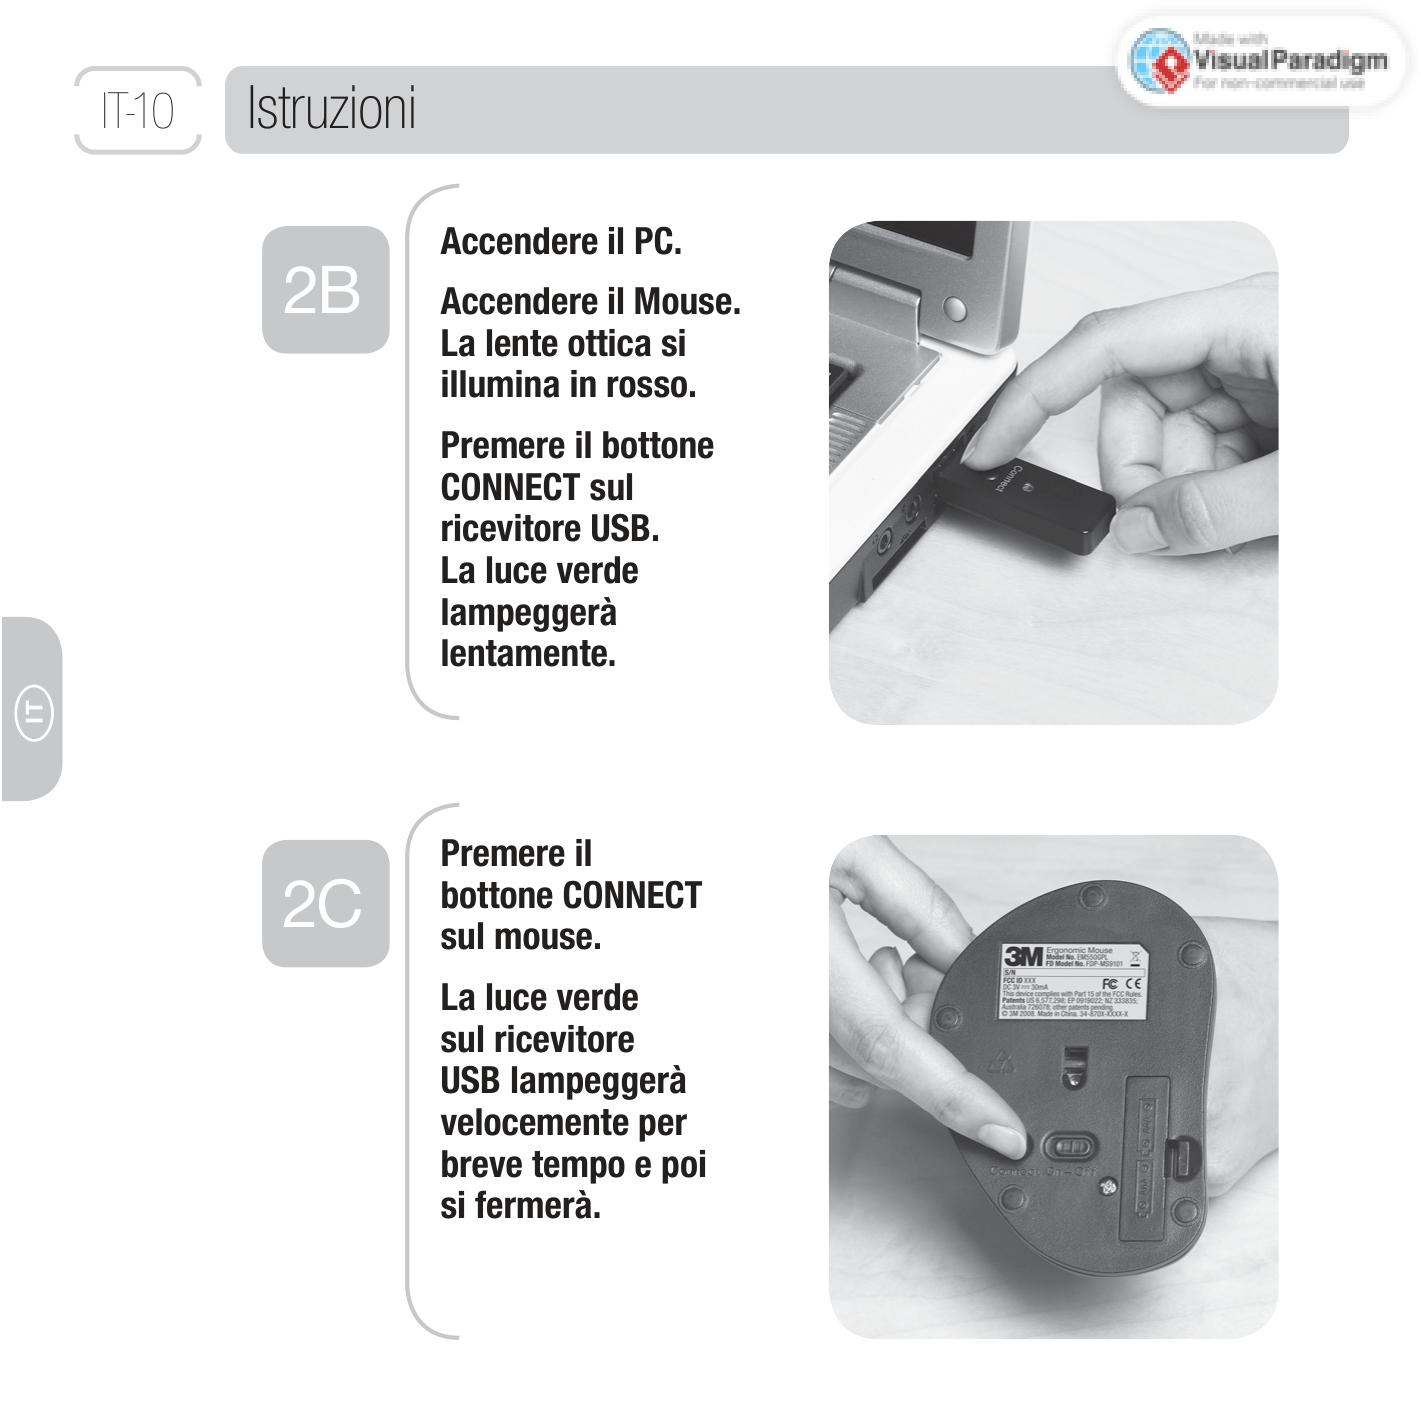 Made with
VisualParadigm
For non-commercial use
IT-10
Istruzioni
2B
Accendere il PC.
Accendere il Mouse.
La lente ottica si
illumina in rosso.
Premere il bottone
CONNECT sul
ricevitore USB.
La luce verde
lampeggerà
lentamente.
Connect
IT
2C
Premere il
bottone CONNECT
sul mouse.
La luce verde
sul ricevitore
USB lampeggerà
velocemente per
breve tempo e poi
si fermerà.
3M Ergonomic Mouse
Model No. EM550GPL
FD Model No. FDP-MS9101
S/N
FCC ID XXX
DC 3V 30mA
FC CE
This device complies with Part 15 of the FCC Rules.
Patents US 6,577,298; EP 0919022; NZ 333835;
Australia 726078; other patents pending.
© 3M 2008. Made in China. 34-870X-XXXX-X
Connect On–Off